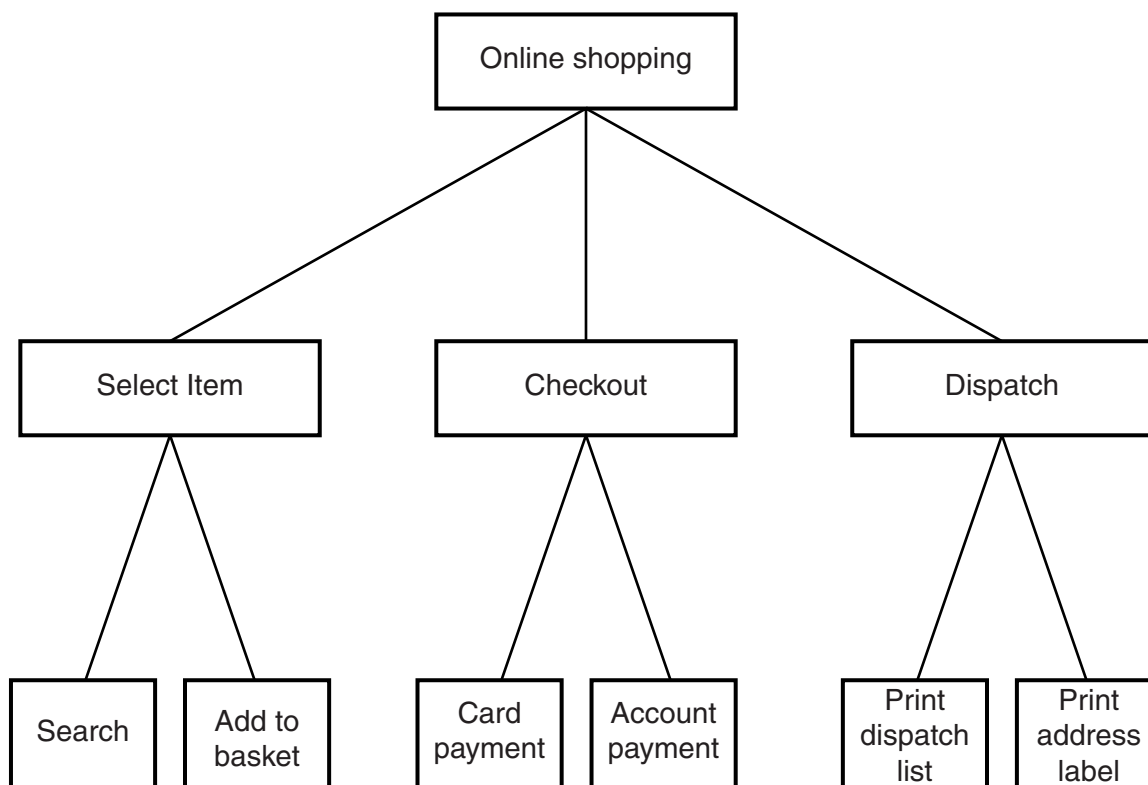 Online shopping
Select Item
Checkout
Dispatch
Search
Add to
basket
Card
payment
Account
payment
Print
dispatch
list
Print
address
label